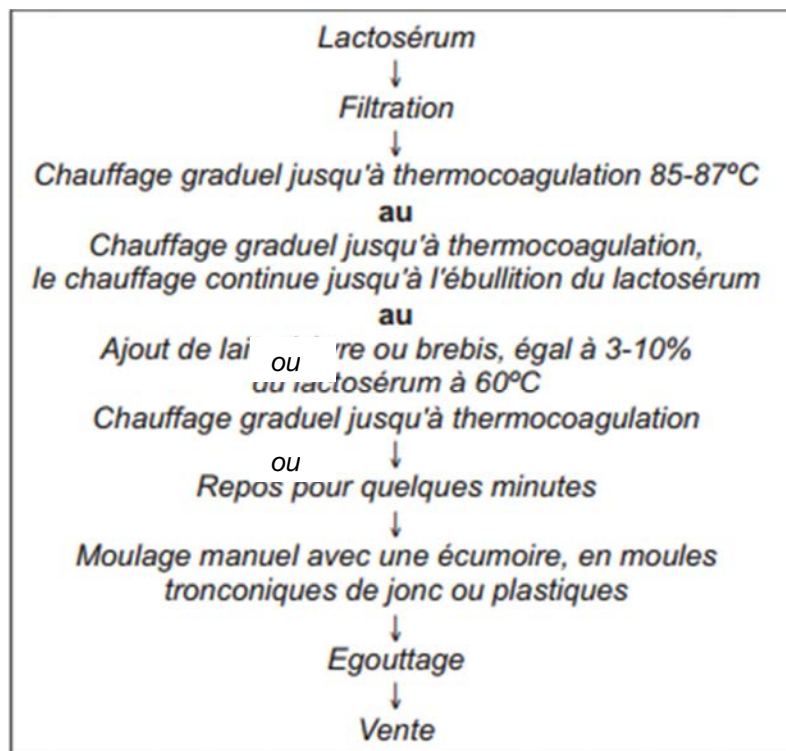 Lactosérum
Filtration
Chauffage graduel jusqu'à thermocoagulation 85-87ºC
au
Chauffage graduel jusqu'à thermocoagulation,
le chauffage continue jusqu'à l'ébullition du lactosérum
au
Ajout de lai vre ou brebis, égal à 3-10%
ou
du lactosérum à 60ºC
Chauffage graduel jusqu'à thermocoagulation
ou
Repos pour quelques minutes
Moulage manuel avec une écumoire, en moules
tronconiques de jonc ou plastiques
Egouttage
Vente